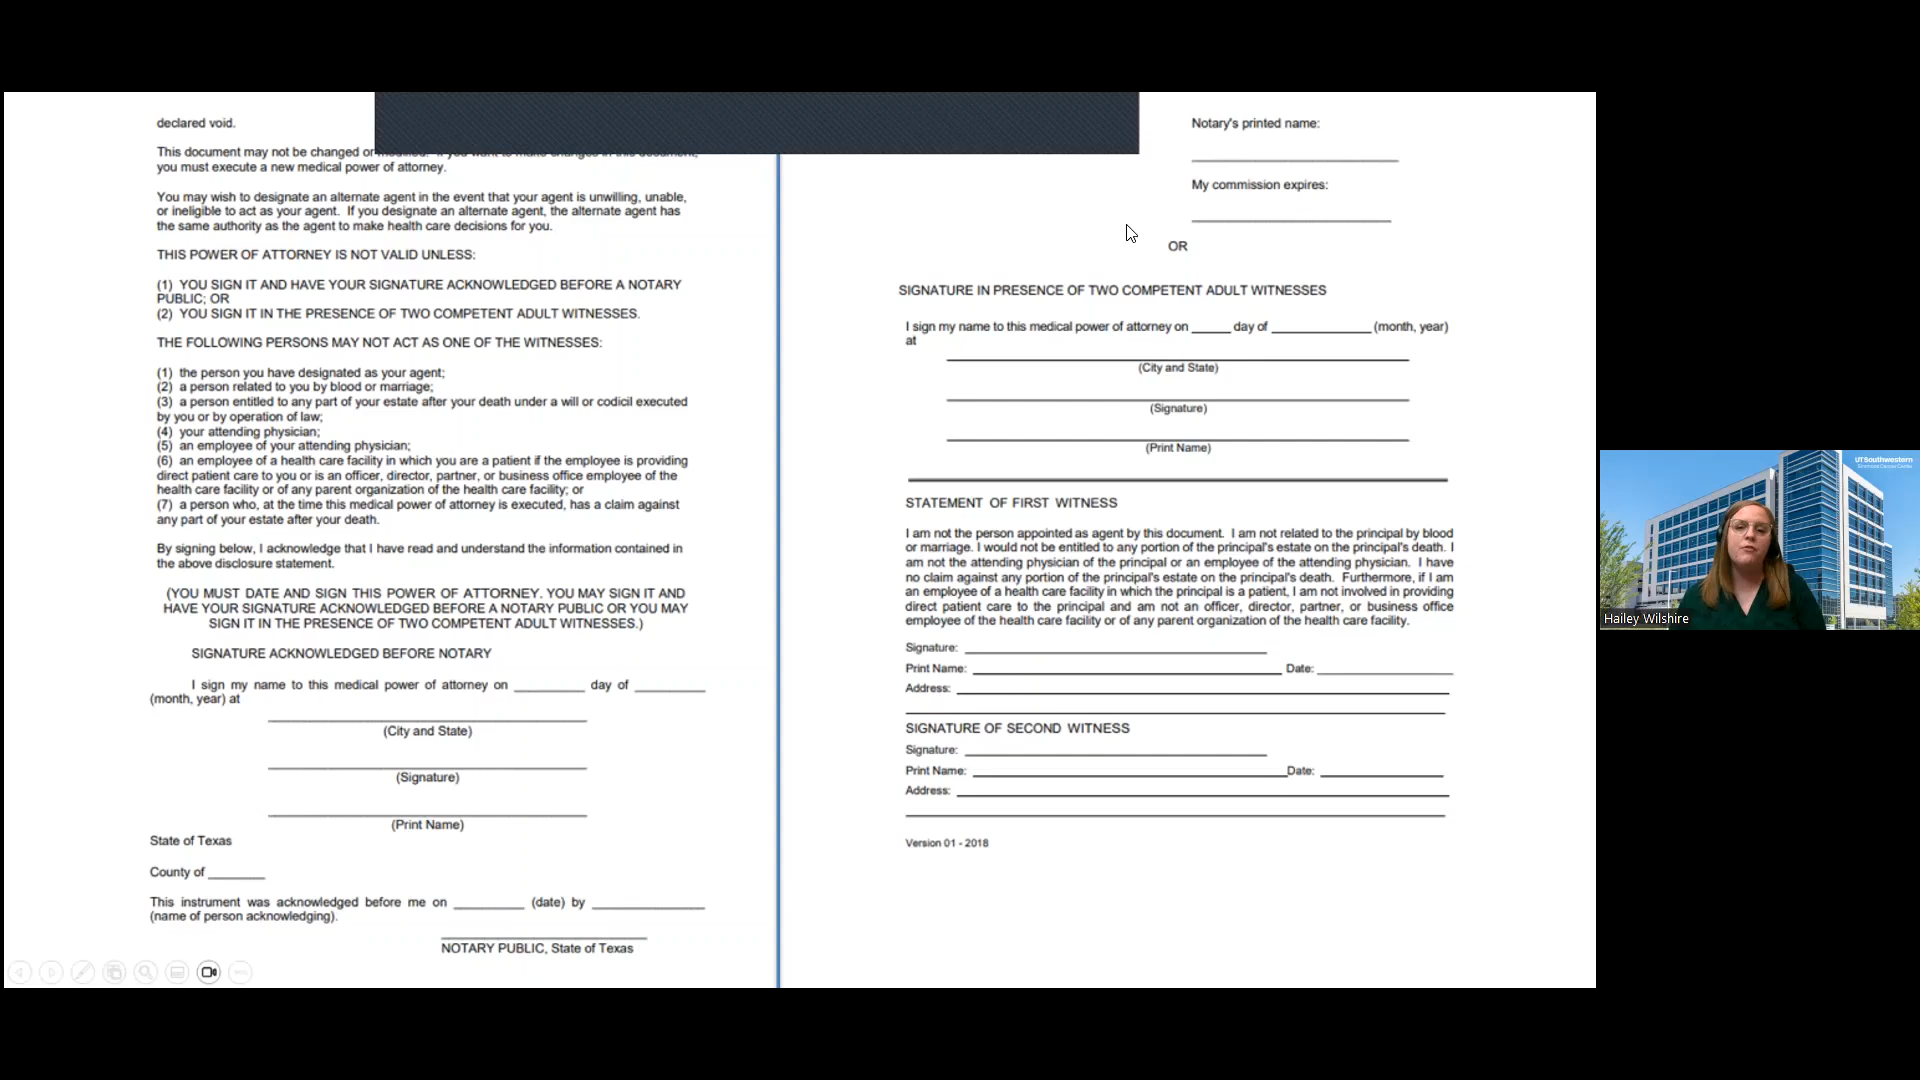 declared void.
This document may not be changed or modified. If you want to make changes in this document,
you must execute a new medical power of attorney.
You may wish to designate an alternate agent in the event that your agent is unwilling, unable,
or ineligible to act as your agent. If you designate an alternate agent, the alternate agent has
the same authority as the agent to make health care decisions for you.
THIS POWER OF ATTORNEY IS NOT VALID UNLESS:
(1) YOU SIGN IT AND HAVE YOUR SIGNATURE ACKNOWLEDGED BEFORE A NOTARY
PUBLIC; OR
(2) YOU SIGN IT IN THE PRESENCE OF TWO COMPETENT ADULT WITNESSES.
THE FOLLOWING PERSONS MAY NOT ACT AS ONE OF THE WITNESSES:
(1) the person you have designated as your agent;
(2) a person related to you by blood or marriage;
(3) a person entitled to any part of your estate after your death under a will or codicil executed
by you or by operation of law;
(4) your attending physician;
(5) an employee of your attending physician;
(6) an employee of a health care facility in which you are a patient if the employee is providing
direct patient care to you or is an officer, director, partner, or business office employee of the
health care facility or of any parent organization of the health care facility; or
(7) a person who, at the time this medical power of attorney is executed, has a claim against
any part of your estate after your death.
By signing below, I acknowledge that I have read and understand the information contained in
the above disclosure statement.
(YOU MUST DATE AND SIGN THIS POWER OF ATTORNEY. YOU MAY SIGN IT AND
HAVE YOUR SIGNATURE ACKNOWLEDGED BEFORE A NOTARY PUBLIC OR YOU MAY
SIGN IT IN THE PRESENCE OF TWO COMPETENT ADULT WITNESSES.)
SIGNATURE ACKNOWLEDGED BEFORE NOTARY
I sign my name to this medical power of attorney on __________ day of __________
(month, year) at
(City and State)
(Signature)
(Print Name)
State of Texas
County of ________
This instrument was acknowledged before me on __________ (date) by ________________
(name of person acknowledging).
NOTARY PUBLIC, State of Texas
Notary's printed name:
My commission expires:
OR
SIGNATURE IN PRESENCE OF TWO COMPETENT ADULT WITNESSES
I sign my name to this medical power of attorney on ______ day of _______________ (month, year)
at
(City and State)
(Signature)
(Print Name)
STATEMENT OF FIRST WITNESS
I am not the person appointed as agent by this document. I am not related to the principal by blood
or marriage. I would not be entitled to any portion of the principal's estate on the principal's death. I
am not the attending physician of the principal or an employee of the attending physician. I have
no claim against any portion of the principal's estate on the principal's death. Furthermore, if I am
an employee of a health care facility in which the principal is a patient, I am not involved in providing
direct patient care to the principal and am not an officer, director, partner, or business office
employee of the health care facility or of any parent organization of the health care facility.
Signature:
Print Name: Date:
Address:
SIGNATURE OF SECOND WITNESS
Signature:
Print Name: Date:
Address:
Version 01 - 2018
UTSouthwestern
Simmons Cancer Center
Hailey Wilshire